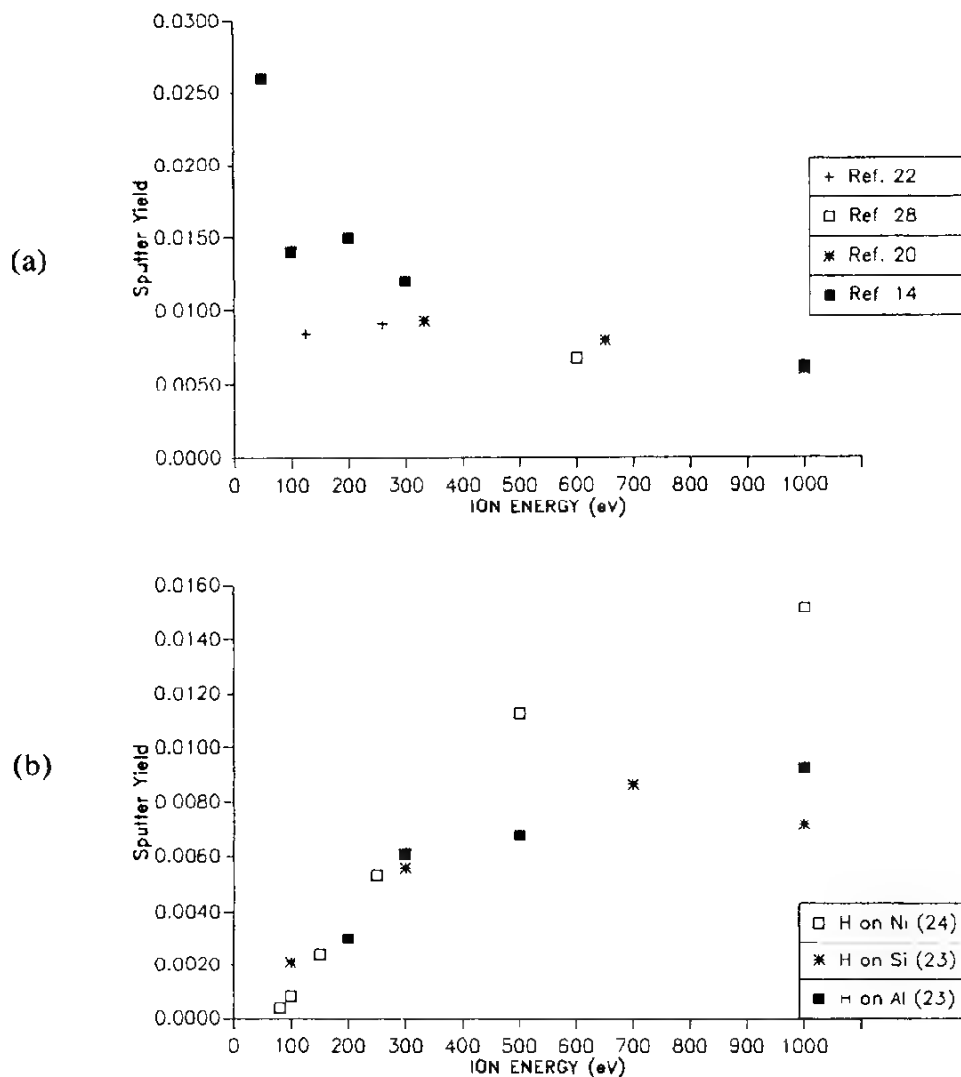 (a)
Sputter Yield
0.0300
0.0250
0.0200
0.0150
0.0100
0.0050
0.0000
0 100 200 300 400 500 600 700 800 900 1000
ION ENERGY (eV)
+ Ref. 22
□ Ref 28
✳ Ref. 20
■ Ref 14
(b)
Sputter Yield
0.0160
0.0140
0.0120
0.0100
0.0080
0.0060
0.0040
0.0020
0.0000
0 100 200 300 400 500 600 700 800 900 1000
ION ENERGY (eV)
□ H on Ni (24)
✳ H on Si (23)
■ H on Al (23)